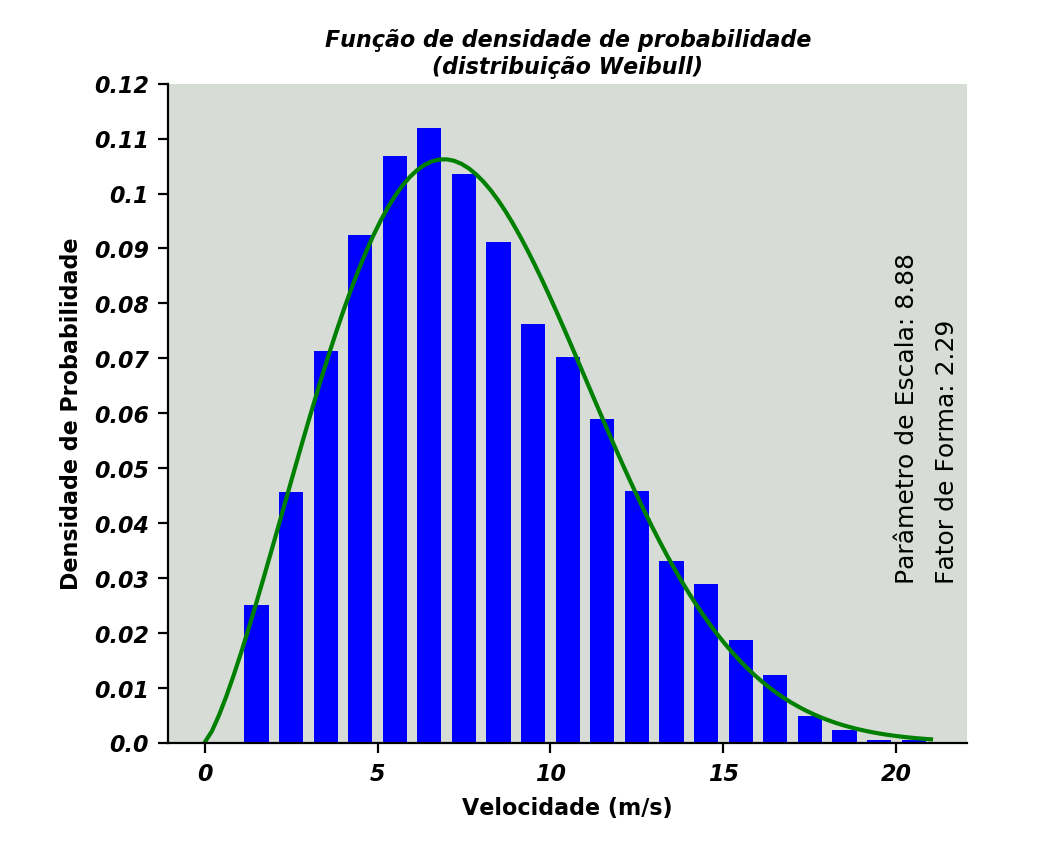 Função de densidade de probabilidade
(distribuição Weibull)
0.12
0.11
0.1
0.09
0.08
0.07
0.06
0.05
0.04
0.03
0.02
0.01
0.0
Densidade de Probabilidade
Parâmetro de Escala: 8.88
Fator de Forma: 2.29
0 5 10 15 20
Velocidade (m/s)